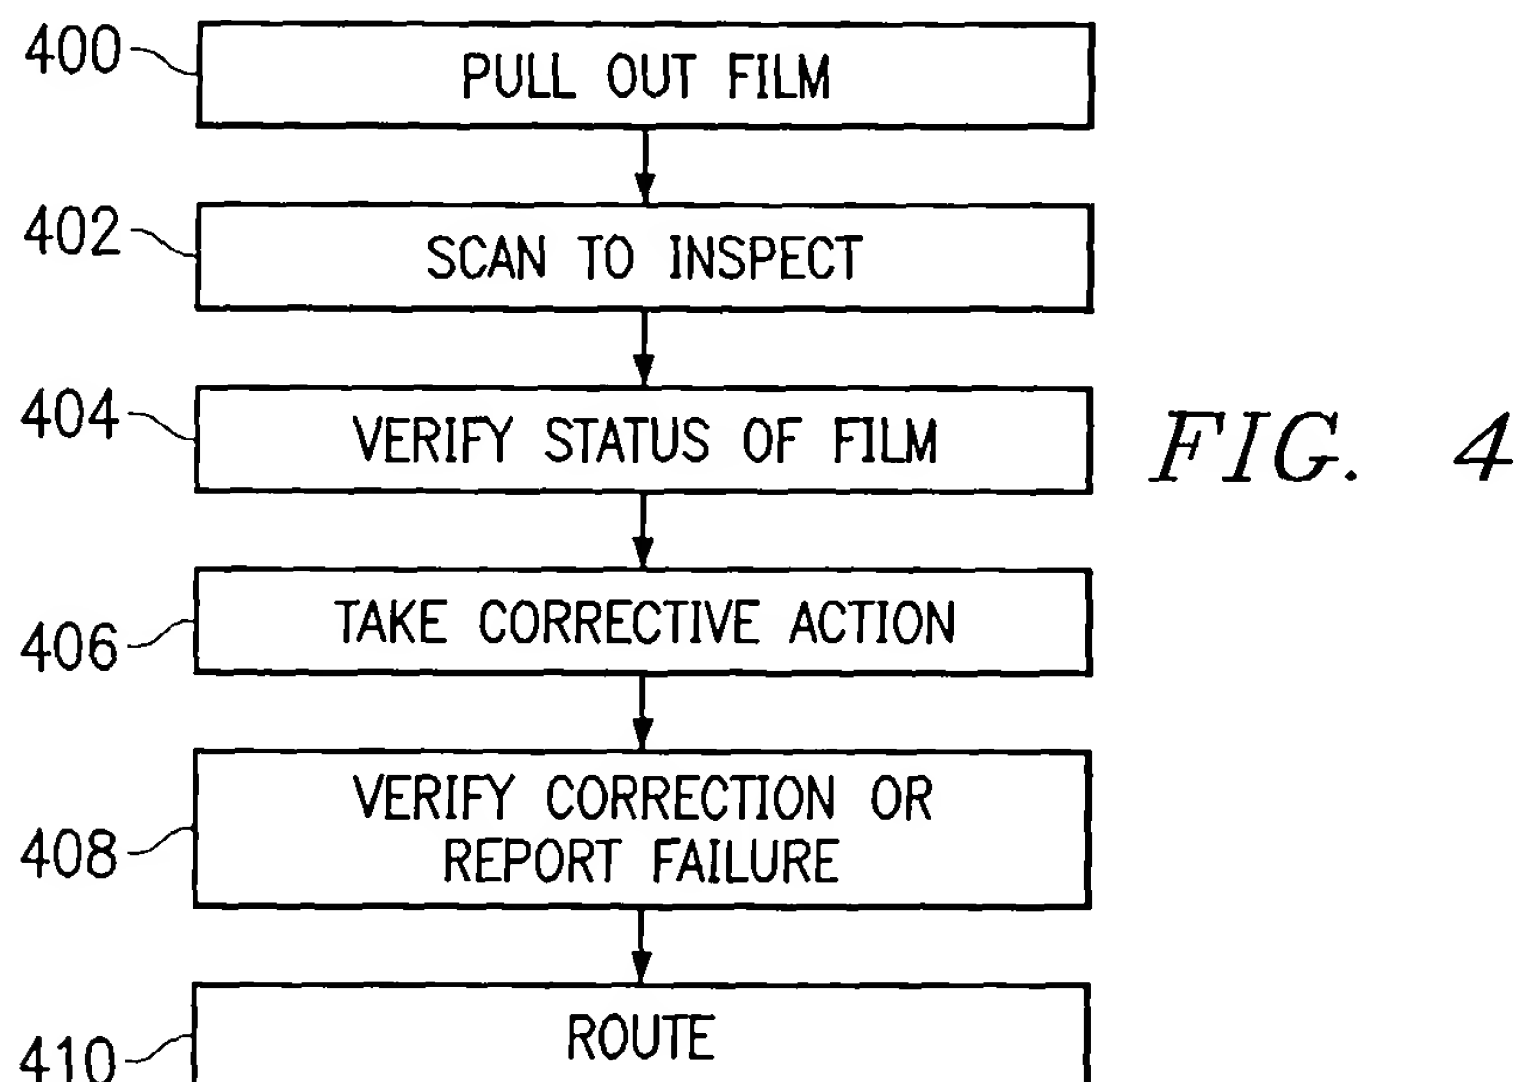 400
PULL OUT FILM
402
SCAN TO INSPECT
404
VERIFY STATUS OF FILM
FIG. 4
406
TAKE CORRECTIVE ACTION
408
VERIFY CORRECTION OR
REPORT FAILURE
410
ROUTE